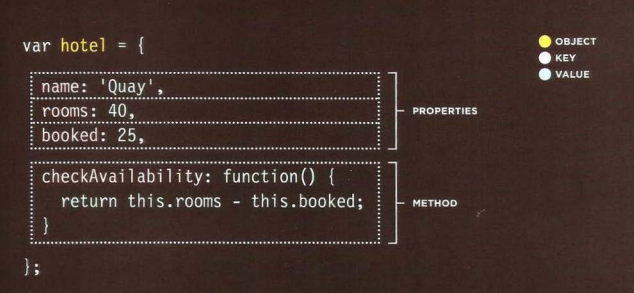 var hotel = {
OBJECT
KEY
VALUE
name: 'Quay',
rooms: 40,
booked: 25,
PROPERTIES
checkAvailability: function() {
return this.rooms - this.booked;
}
METHOD
};